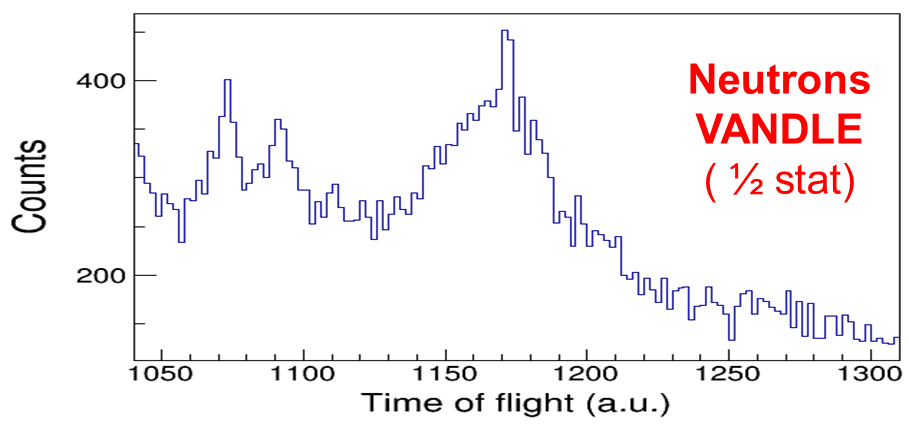 Counts
400
200
Neutrons
VANDLE
( ½ stat)
1050 1100 1150 1200 1250 1300
Time of flight (a.u.)